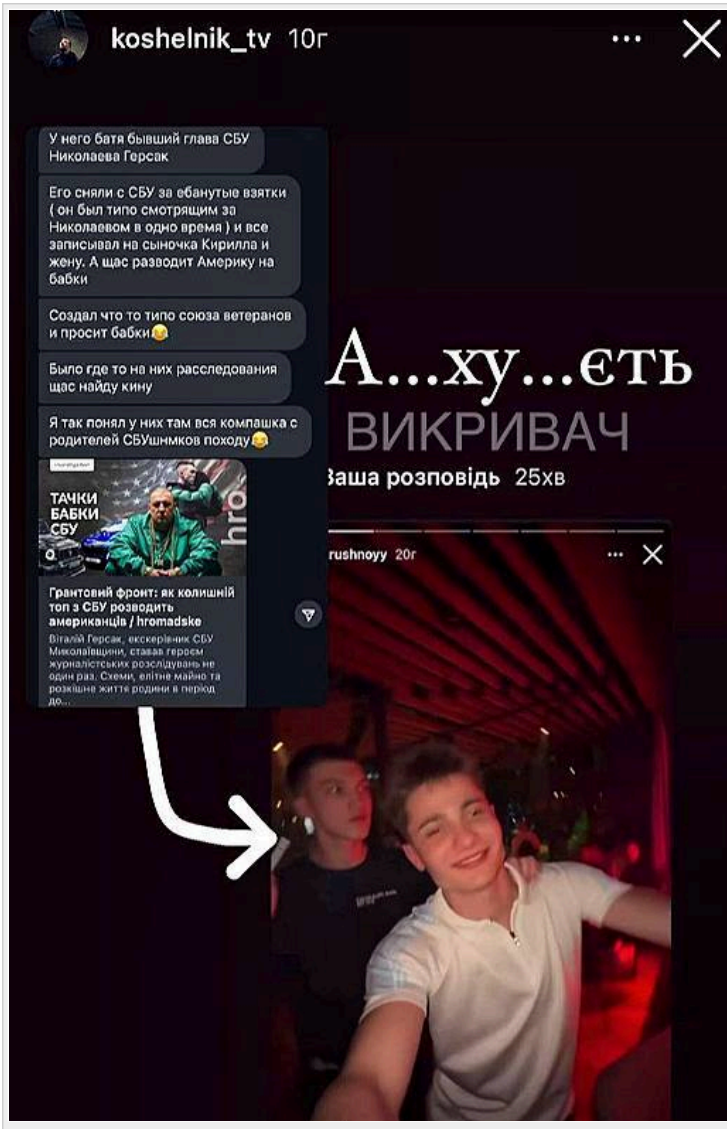 koshelnik_tv 10г
У него батя бывший глава СБУ
Николаева Герсак
Его сняли с СБУ за ебанутые взятки
( он был типо смотрящим за
Николаевом в одно время ) и все
записывал на сыночка Кирилла и
жену. А щас разводит Америку на
бабки
Создал что то типо союза ветеранов
и просит бабки😂
Было где то на них расследования
щас найду кину
Я так понял у них там вся компашка с
родителей СБУшнмков походу😂
ТАЧКИ
БАБКИ
СБУ
hro
Грантовий фронт: як колишній
топ з СБУ розводить
американців / hromadske
Віталій Герсак, екскерівник СБУ
Миколаївщини, ставав героєм
журналістських розслідувань не
один раз. Схеми, елітне майно та
розкішне життя родини в період
до...
А...ху...єть
ВИКРИВАЧ
Ваша розповідь 25хв
rushnoyy 20г